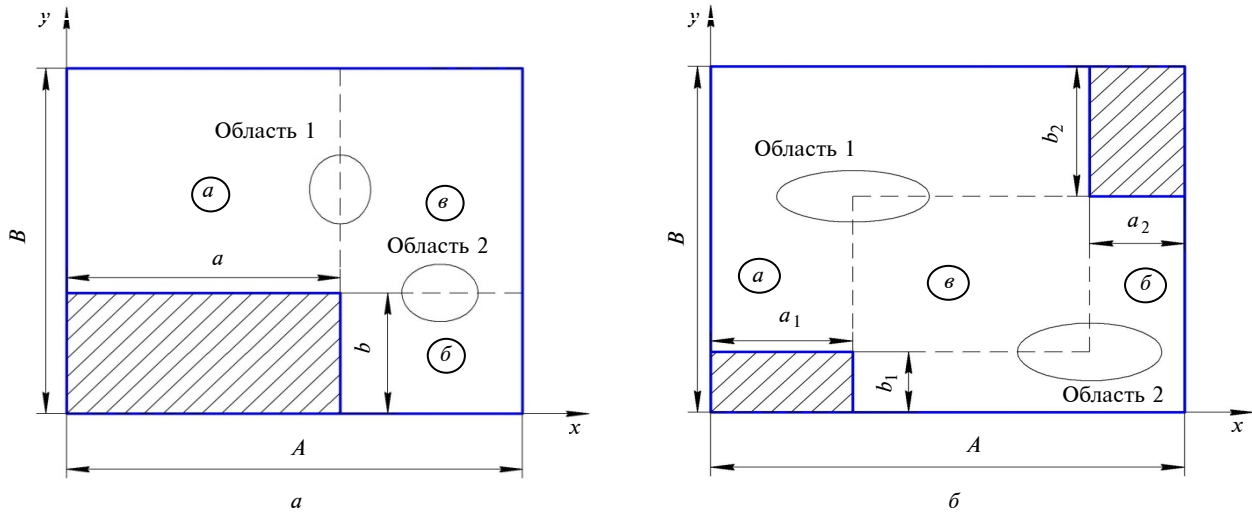 y
Область 1
а
в
B
Область 2
a
b
б
x
A
а
y
b₂
Область 1
B
a₂
а
в
б
a₁
b₁
Область 2
x
A
б